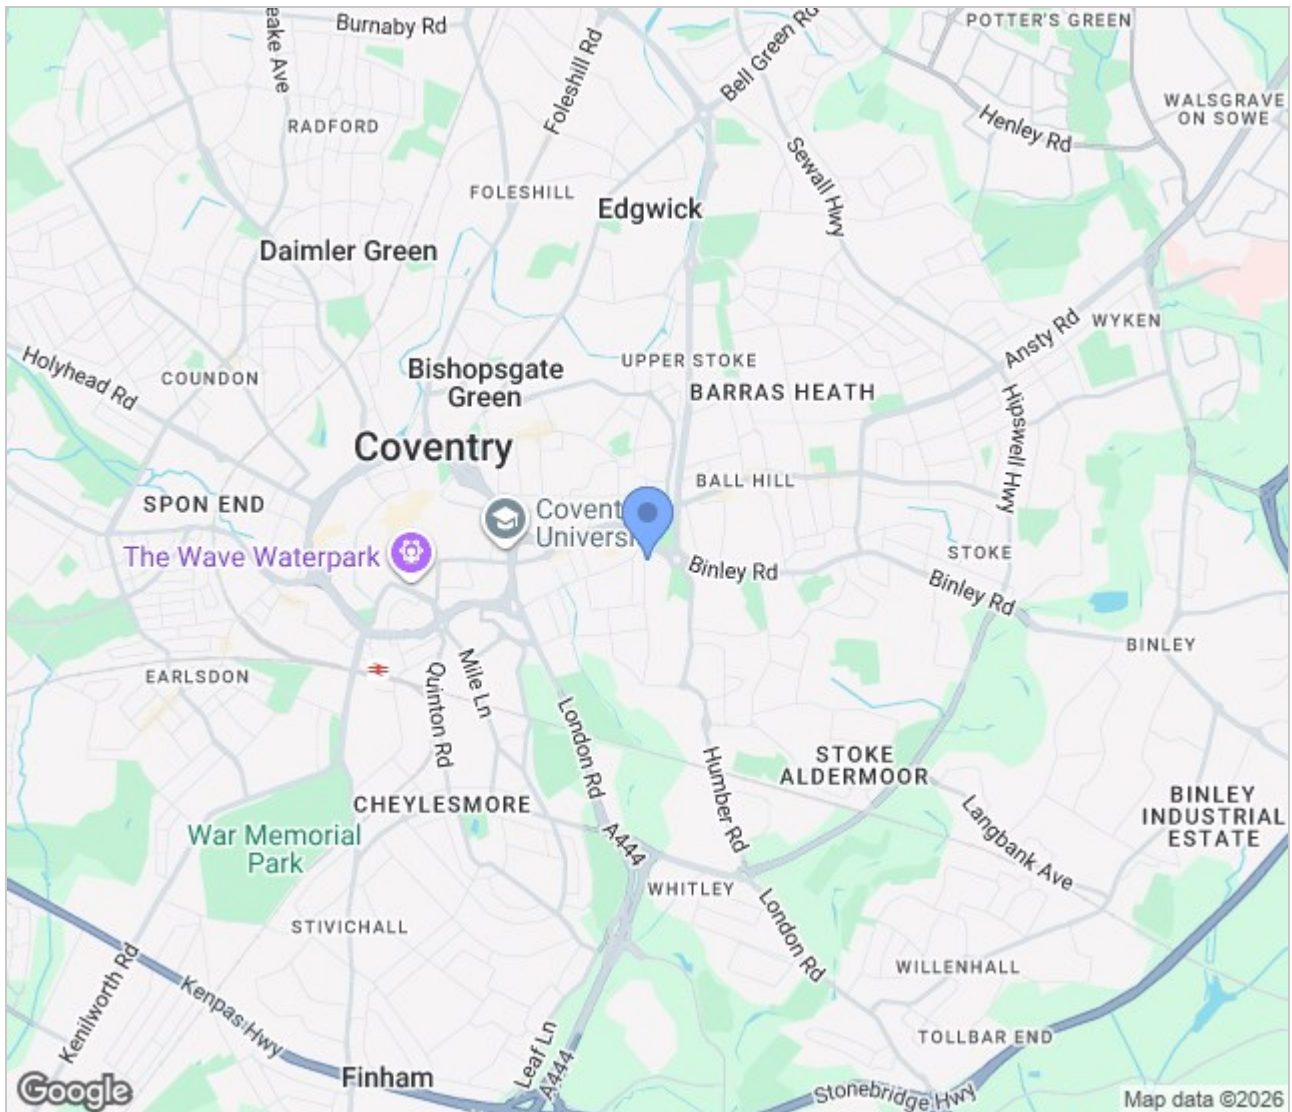 Burnaby Rd
eake Ave
Foleshill Rd
Bell Green Rd
POTTER'S GREEN
WALSGRAVE
ON SOWE
Henley Rd
RADFORD
Sewall Hwy
FOLESHILL
Edgwick
Daimler Green
WYKEN
Ansty Rd
Holyhead Rd
COUNDON
Bishopsgate
Green
UPPER STOKE
BARRAS HEATH
Hipswell Hwy
Coventry
BALL HILL
SPON END
Covent
Universi
The Wave Waterpark
Binley Rd
STOKE
Binley Rd
BINLEY
EARLSDON
Mile Ln
Quinton Rd
London Rd
Humber Rd
STOKE
ALDERMOOR
CHEYLESMORE
War Memorial
Park
A444
Langbank Ave
BINLEY
INDUSTRIAL
ESTATE
WHITLEY
London Rd
STIVICHALL
WILLENHALL
Kenilworth Rd
Kenpas Hwy
TOLLBAR END
Leaf Ln
A444
Finham
Stonebridge Hwy
Google
Map data ©2026